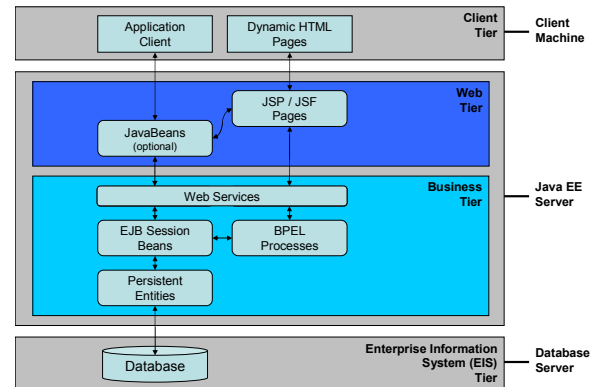 Application
Client
Dynamic HTML
Pages
Client
Tier
Client
Machine
Web
Tier
JSP / JSF
Pages
JavaBeans
(optional)
Business
Tier
Web Services
Java EE
Server
EJB Session
Beans
BPEL
Processes
Persistent
Entities
Enterprise Information
System (EIS)
Tier
Database
Server
Database